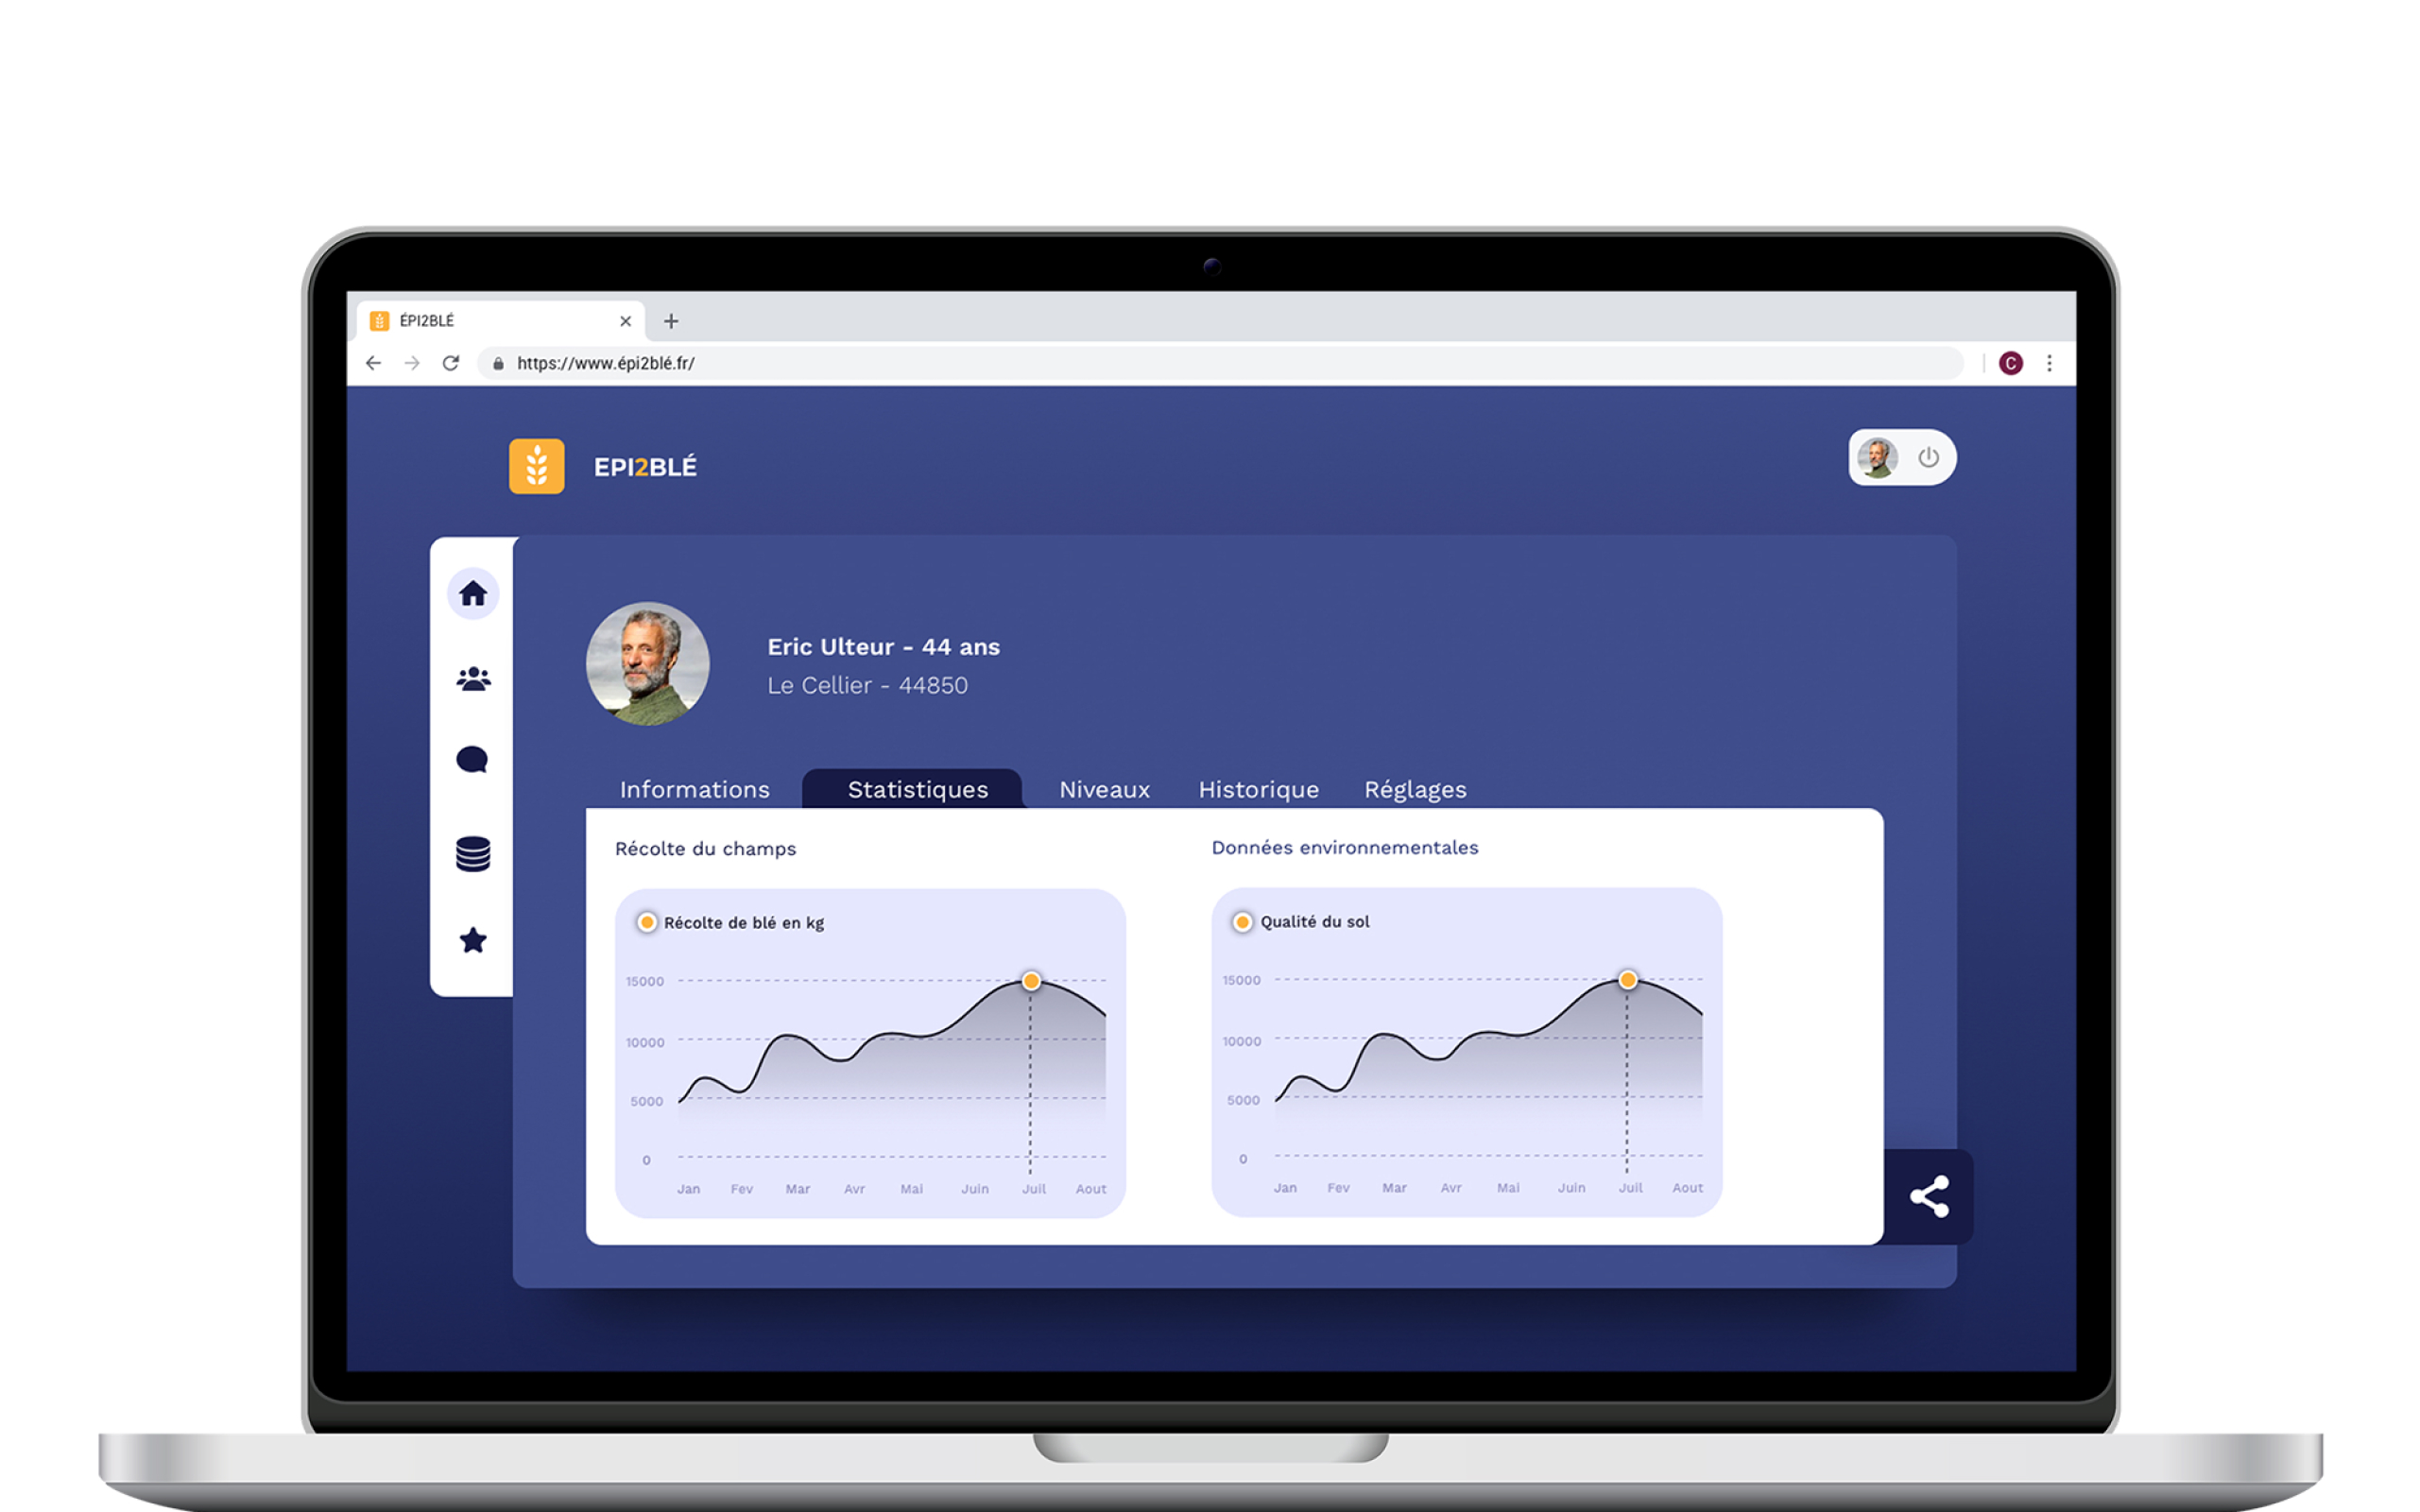 ÉPI2BLÉ
https://www.épi2blé.fr/
C
EPI2BLÉ
Eric Ulteur - 44 ans
Le Cellier - 44850
Informations Statistiques Niveaux Historique Réglages
Récolte du champs
Récolte de blé en kg
15000
10000
5000
0
Jan Fev Mar Avr Mai Juin Juil Aout
Données environnementales
Qualité du sol
15000
10000
5000
0
Jan Fev Mar Avr Mai Juin Juil Aout